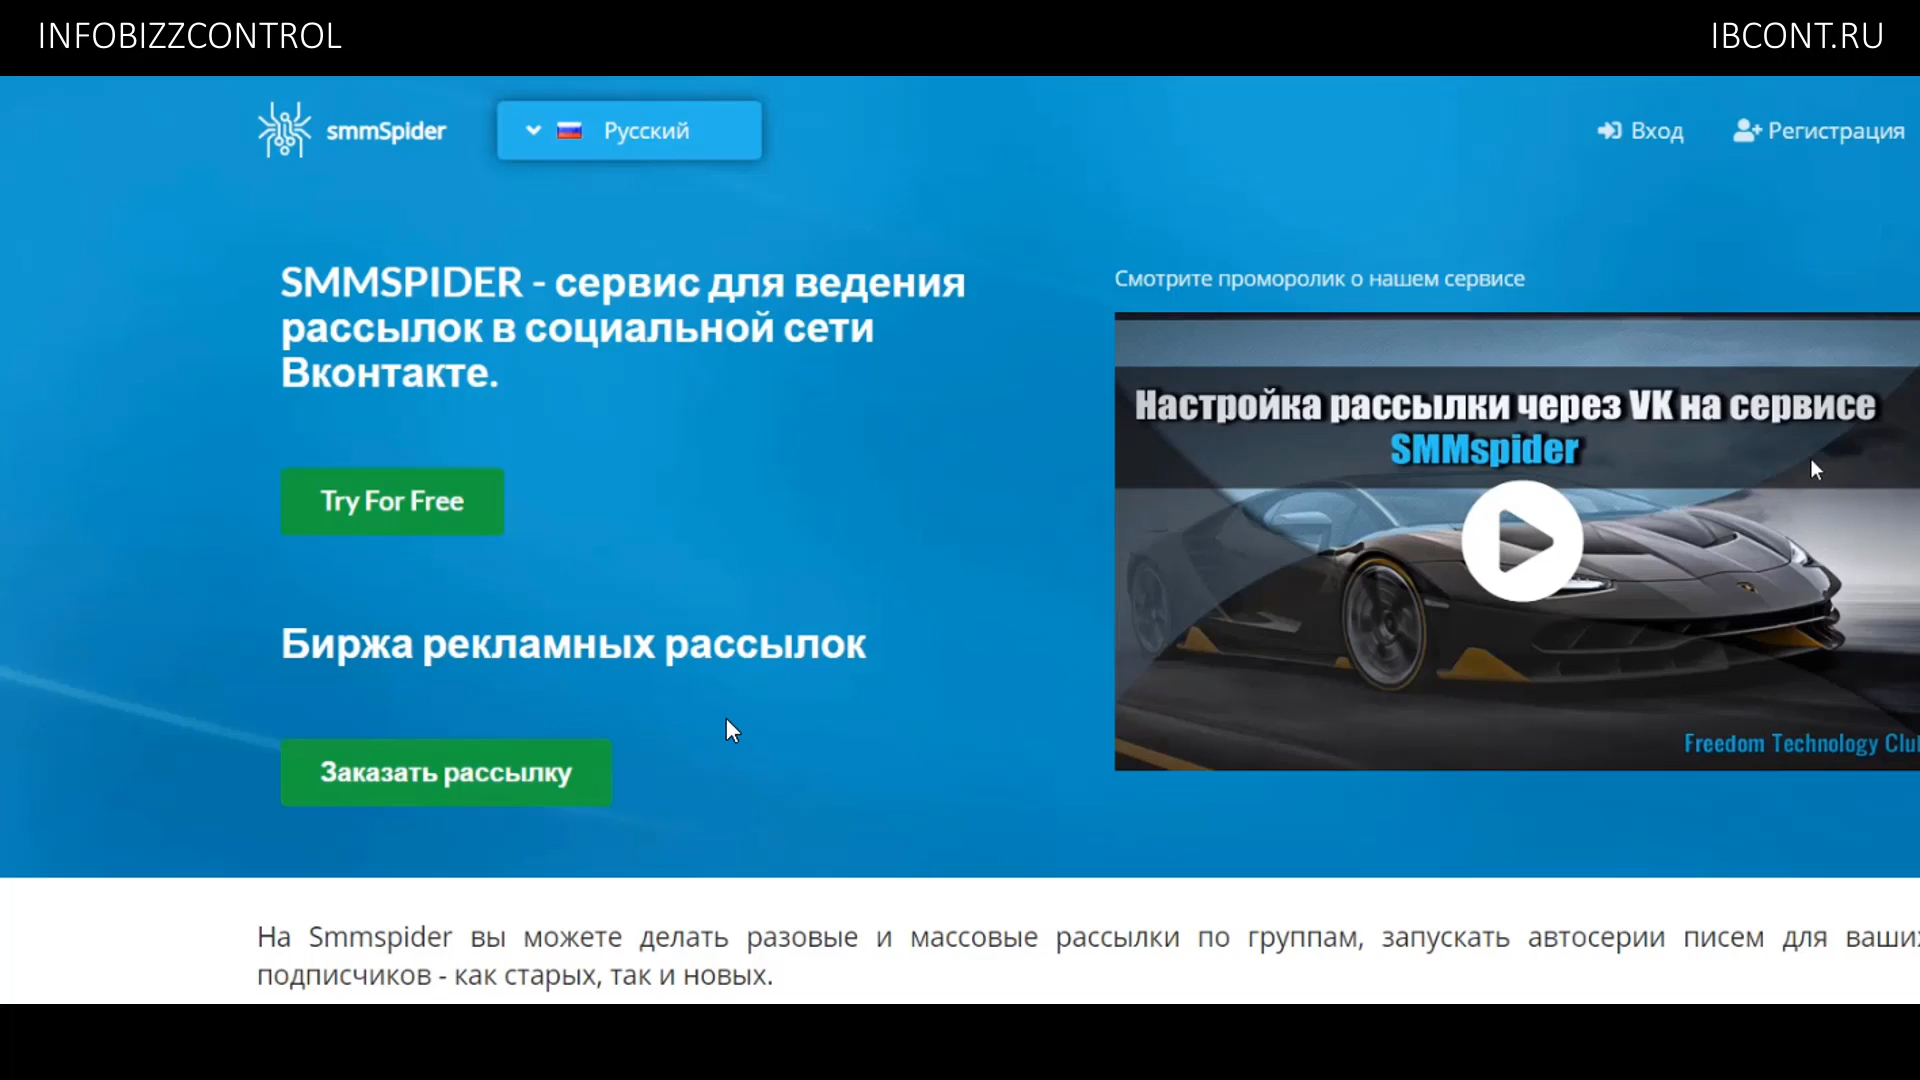 INFOBIZZCONTROL
IBCONT.RU
smmSpider
Русский
Вход
Регистрация
SMMSPIDER - сервис для ведения
рассылок в социальной сети
Вконтакте.
Try For Free
Биржа рекламных рассылок
Заказать рассылку
Смотрите проморолик о нашем сервисе
Настройка рассылки через VK на сервисе
SMMspider
Freedom Technology
На Smmspider вы можете делать разовые и массовые рассылки по группам, запускать автосерии писем для
подписчиков - как старых, так и новых.